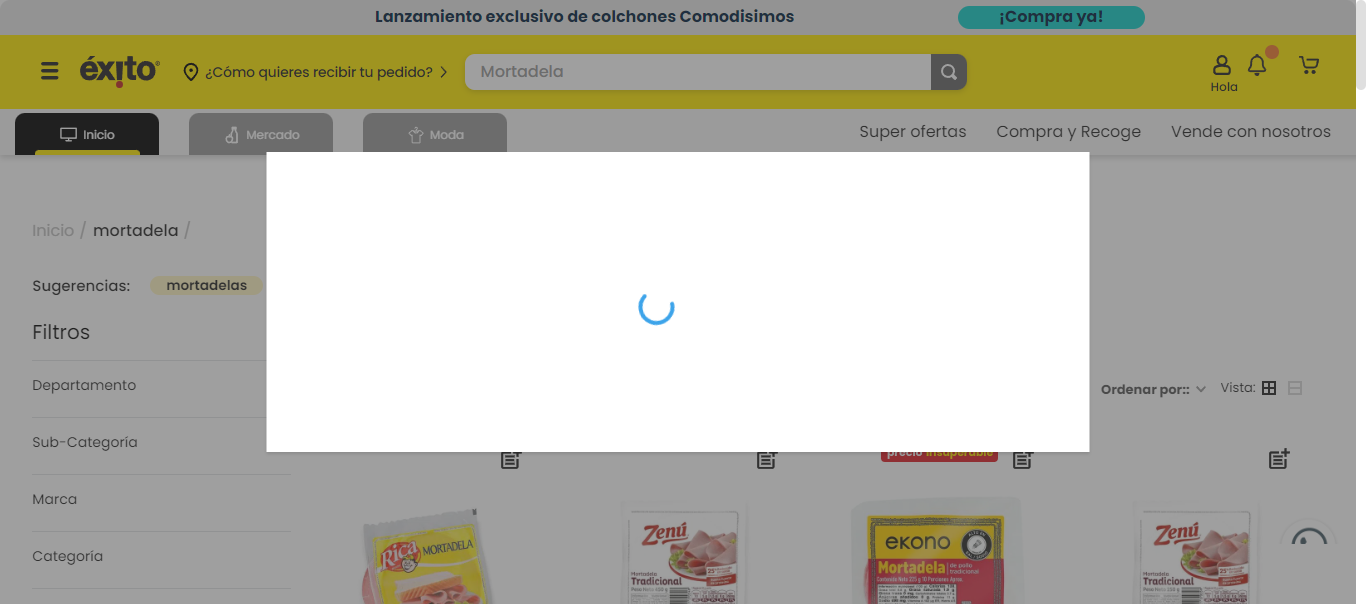 Lanzamiento exclusivo de colchones Comodisimos
¡Compra ya!
éxito
¿Cómo quieres recibir tu pedido?
Mortadela
Hola
Inicio
Mercado
Moda
Super ofertas
Compra y Recoge
Vende con nosotros
Inicio / mortadela /
Sugerencias: mortadelas
Filtros
Departamento
Ordenar por:: Vista:
Sub-Categoría
precio insuperable
Marca
Categoría
Rica
MORTADELA
Zenú
Mortadela
Tradicional
ekono
Mortadela de pollo tradicional
Zenú
Mortadela
Tradicional